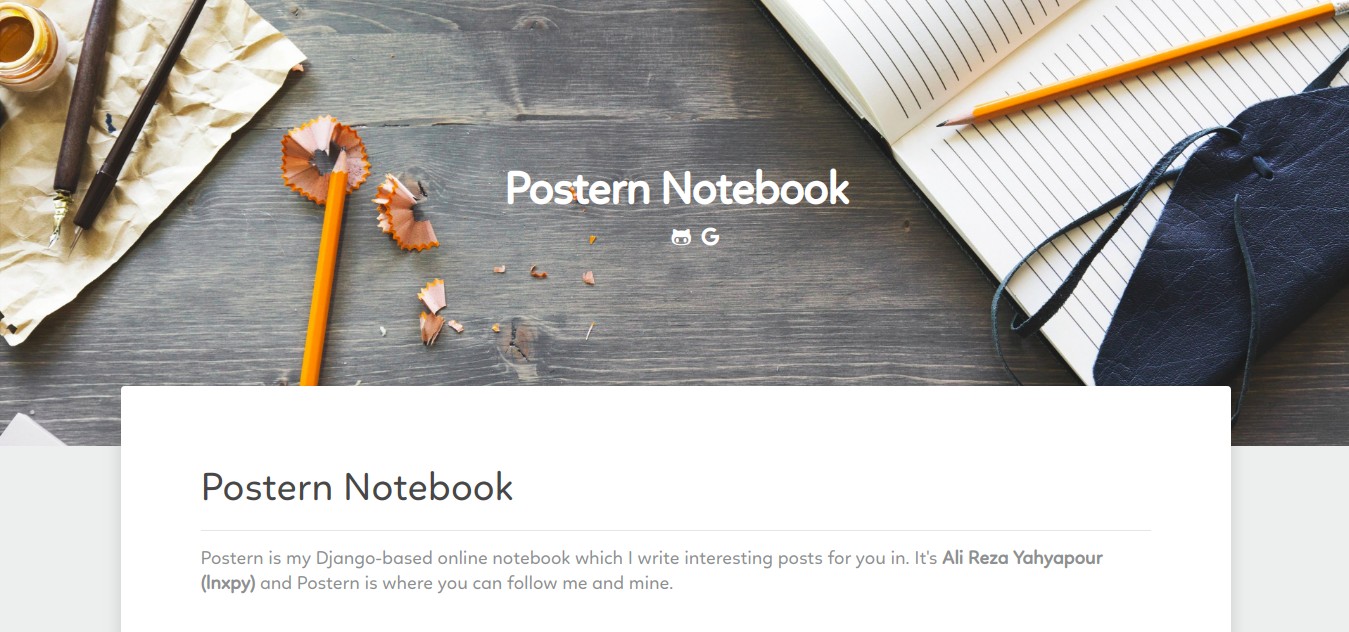 Postern Notebook
Postern Notebook
Postern is my Django-based online notebook which I write interesting posts for you in. It's Ali Reza Yahyapour
(Inxpy) and Postern is where you can follow me and mine.